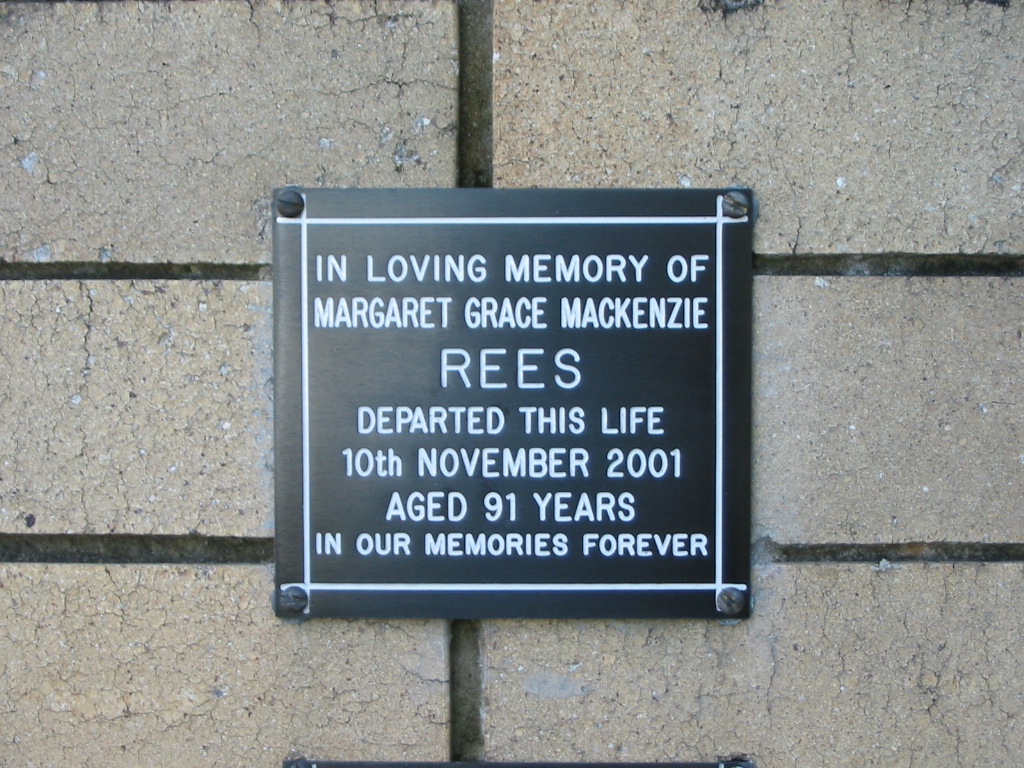 IN LOVING MEMORY OF
MARGARET GRACE MACKENZIE
REES
DEPARTED THIS LIFE
10th NOVEMBER 2001
AGED 91 YEARS
IN OUR MEMORIES FOREVER